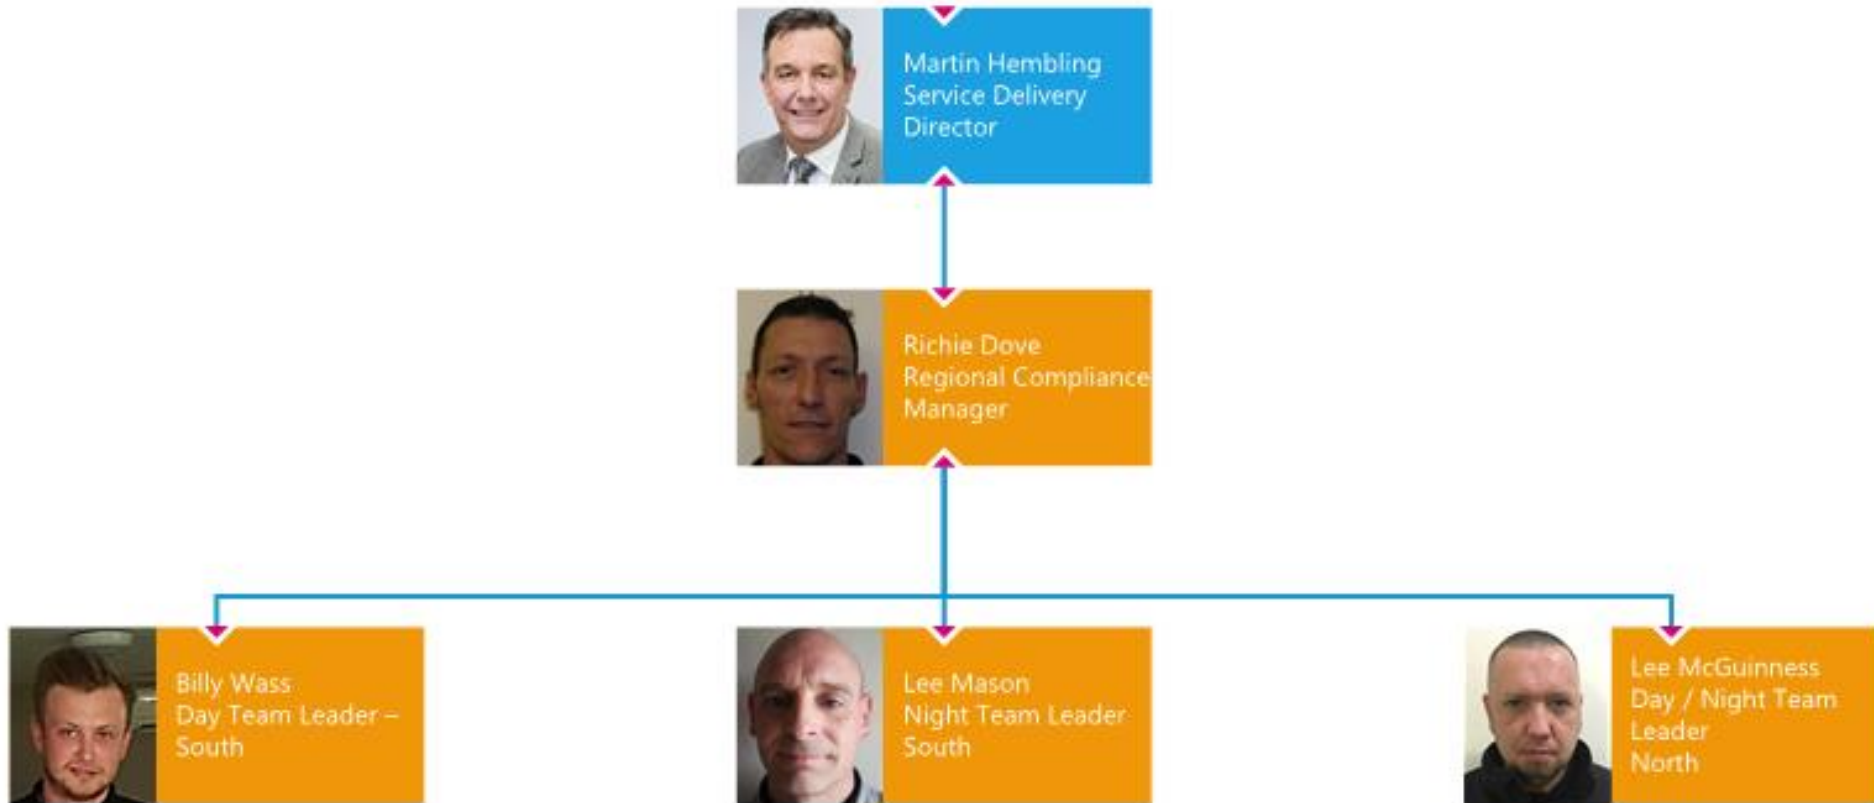 Martin Hembling
Service Delivery
Director
Richie Dove
Regional Compliance
Manager
Billy Wass
Day Team Leader –
South
Lee Mason
Night Team Leader
South
Lee McGuinness
Day / Night Team
Leader
North